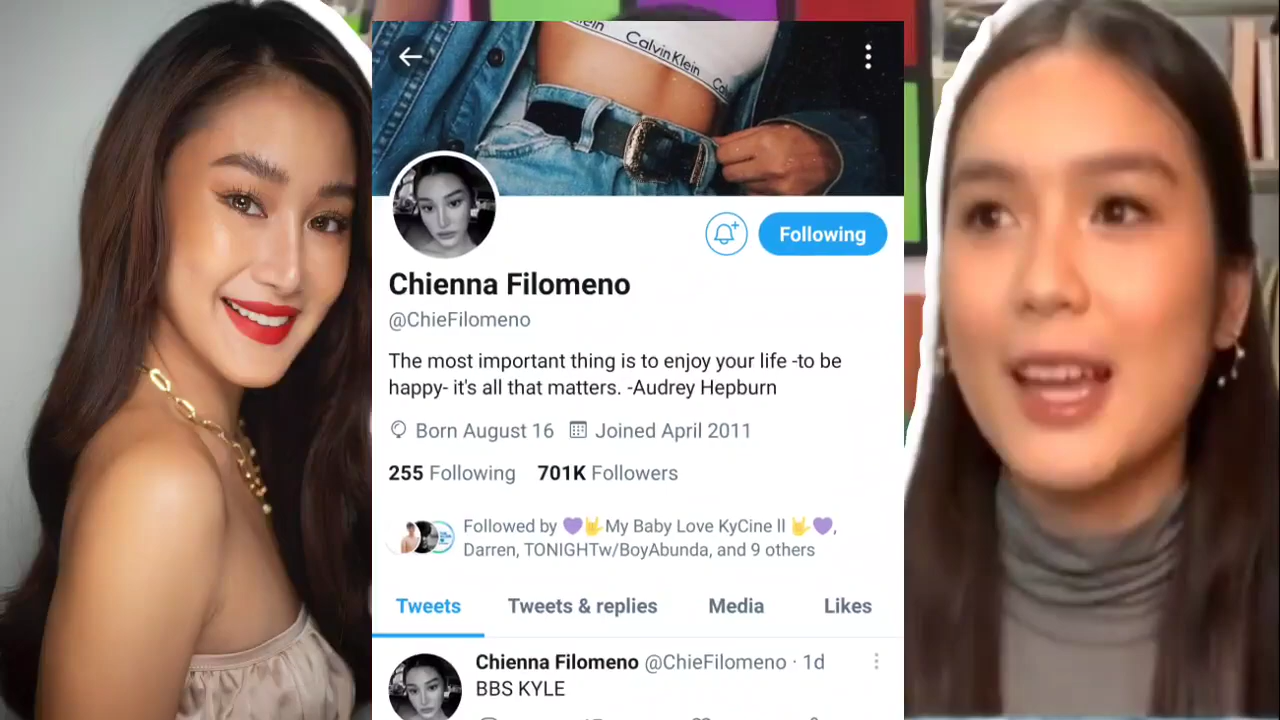 Klein
Calvin Klein
Following
Chienna Filomeno
@ChieFilomeno
The most important thing is to enjoy your life -to be
happy- it's all that matters. -Audrey Hepburn
Born August 16 Joined April 2011
255 Following 701K Followers
Followed by 💜🤟My Baby Love KyCine ll 🤟💜,
Darren, TONIGHTw/BoyAbunda, and 9 others
Tweets Tweets & replies Media Likes
Chienna Filomeno @ChieFilomeno · 1d
BBS KYLE